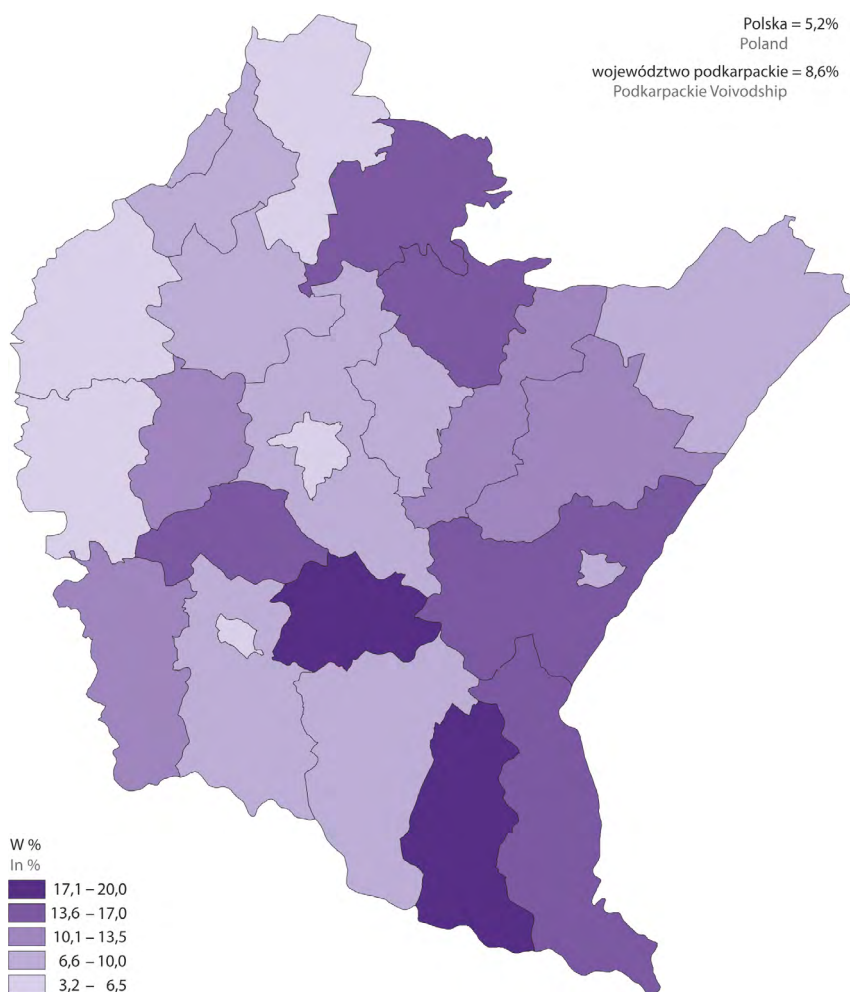 Polska = 5,2%
Poland
województwo podkarpackie = 8,6%
Podkarpackie Voivodship
W %
In %
17,1 – 20,0
13,6 – 17,0
10,1 – 13,5
6,6 – 10,0
3,2 – 6,5